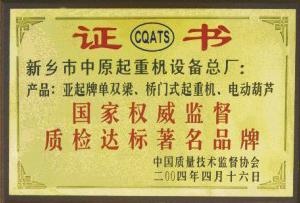 证 CQATS 书
新乡市中原起重机设备总厂：
产品：亚起牌单双梁、桥门式起重机、电动葫芦
国家权威监督
质检达标著名品牌
中国质量技术监督协会
二00四年四月十六日